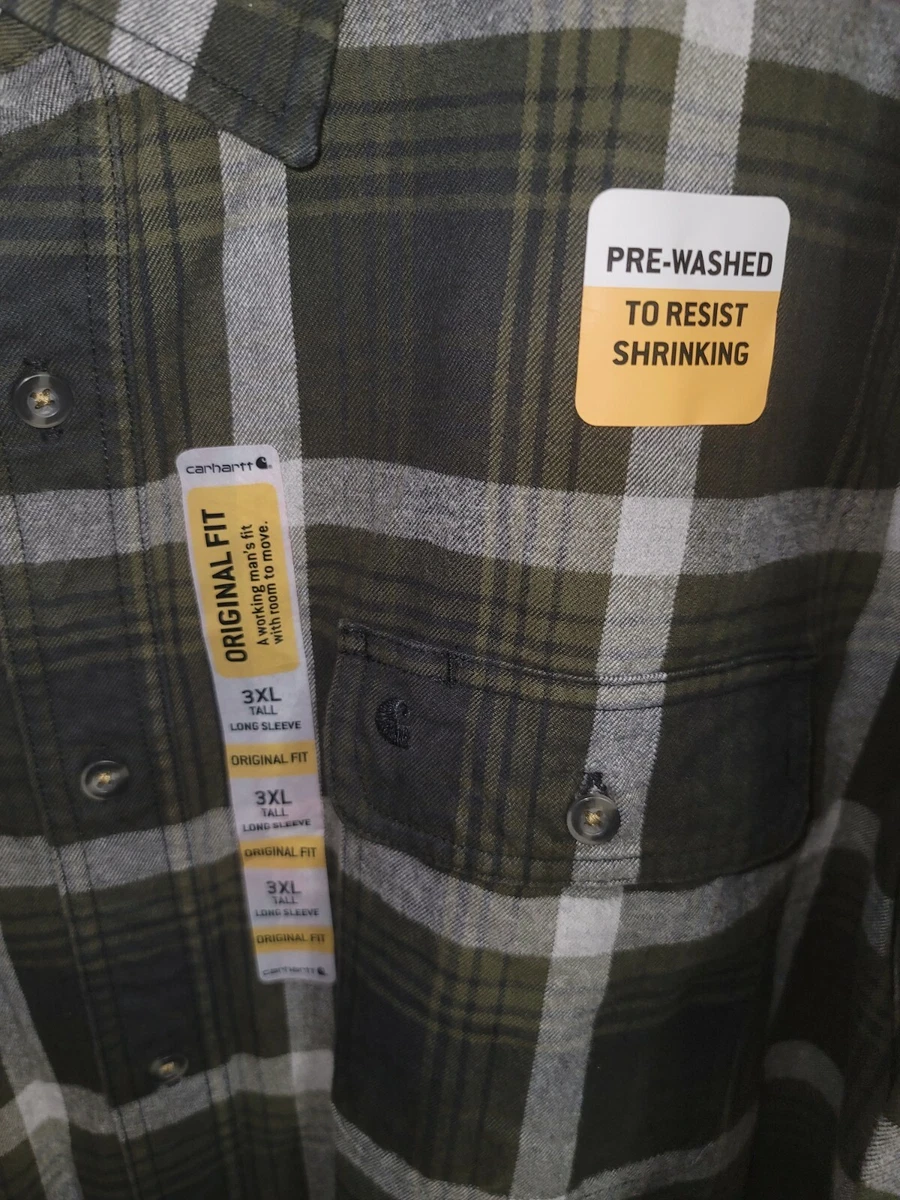 PRE-WASHED
TO RESIST
SHRINKING
carhartt
ORIGINAL FIT
A working man's fit
with room to move.
3XL
TALL
LONG SLEEVE
ORIGINAL FIT
3XL
TALL
LONG SLEEVE
ORIGINAL FIT
3XL
TALL
LONG SLEEVE
ORIGINAL FIT
carhartt